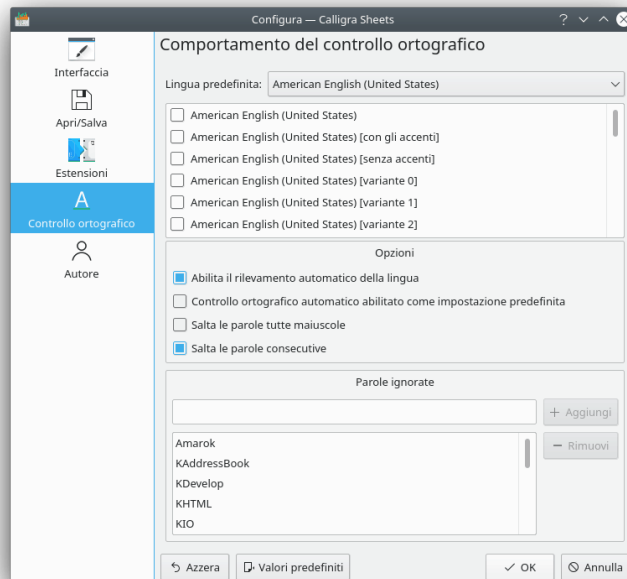 Configura — Calligra Sheets
Interfaccia
Apri/Salva
Estensioni
Controllo ortografico
Autore
Comportamento del controllo ortografico
Lingua predefinita: American English (United States)
American English (United States)
American English (United States) [con gli accenti]
American English (United States) [senza accenti]
American English (United States) [variante 0]
American English (United States) [variante 1]
American English (United States) [variante 2]
Opzioni
Abilita il rilevamento automatico della lingua
Controllo ortografico automatico abilitato come impostazione predefinita
Salta le parole tutte maiuscole
Salta le parole consecutive
Parole ignorate
Aggiungi
Rimuovi
Amarok
KAddressBook
KDevelop
KHTML
KIO
Azzera
Valori predefiniti
OK
Annulla